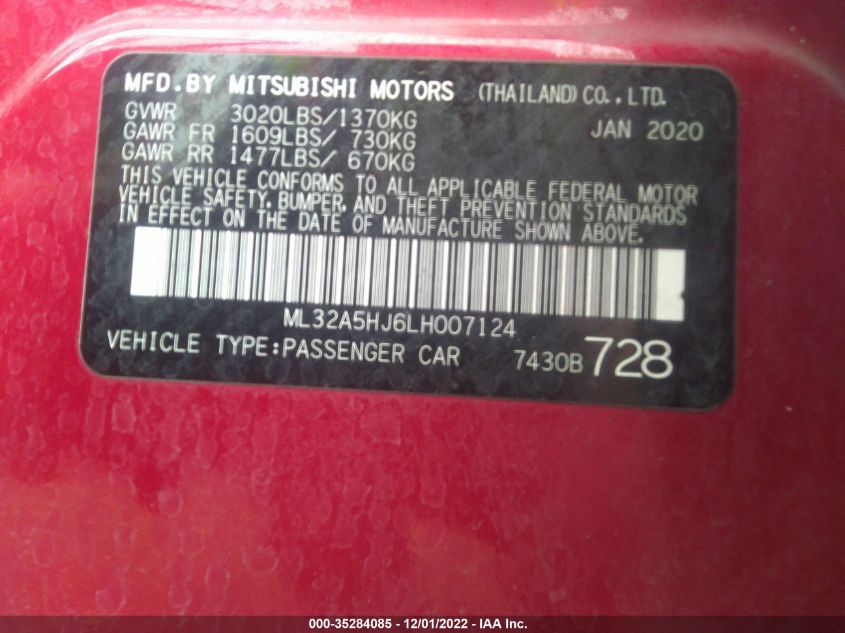 MFD.BY MITSUBISHI MOTORS (THAILAND) CO.,LTD.
GVWR 3020LBS/1370KG JAN 2020
GAWR FR 1609LBS/ 730KG
GAWR RR 1477LBS/ 670KG
THIS VEHICLE CONFORMS TO ALL APPLICABLE FEDERAL MOTOR
VEHICLE SAFETY, BUMPER, AND THEFT PREVENTION STANDARDS
IN EFFECT ON THE DATE OF MANUFACTURE SHOWN ABOVE.
ML32A5HJ6LH007124
VEHICLE TYPE:PASSENGER CAR 7430B 728
000-35284085 - 12/01/2022 - IAA Inc.